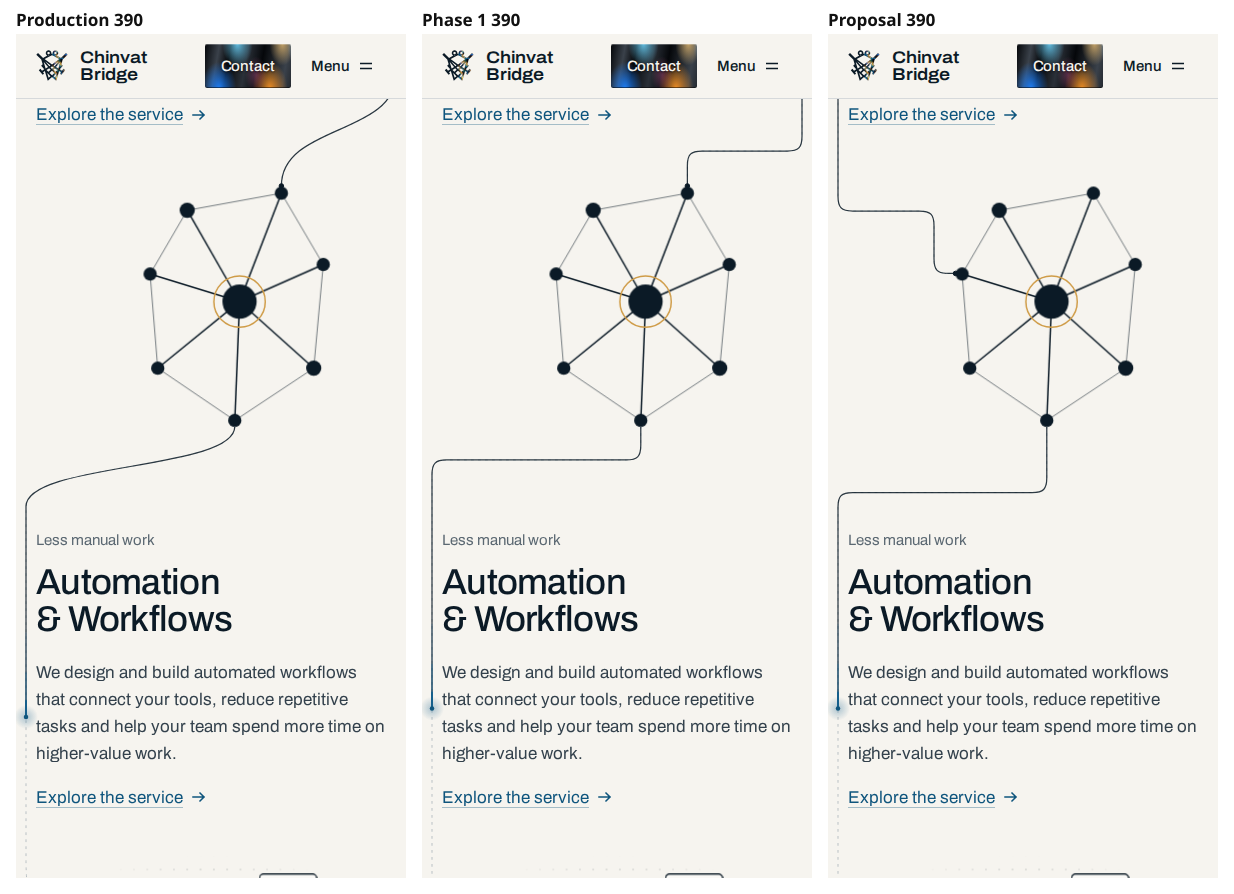 Production 390
Chinvat
Bridge
Contact
Menu
Explore the service
Less manual work
Automation
& Workflows
We design and build automated workflows
that connect your tools, reduce repetitive
tasks and help your team spend more time on
higher-value work.
Explore the service
Phase 1 390
Chinvat
Bridge
Contact
Menu
Explore the service
Less manual work
Automation
& Workflows
We design and build automated workflows
that connect your tools, reduce repetitive
tasks and help your team spend more time on
higher-value work.
Explore the service
Proposal 390
Chinvat
Bridge
Contact
Menu
Explore the service
Less manual work
Automation
& Workflows
We design and build automated workflows
that connect your tools, reduce repetitive
tasks and help your team spend more time on
higher-value work.
Explore the service